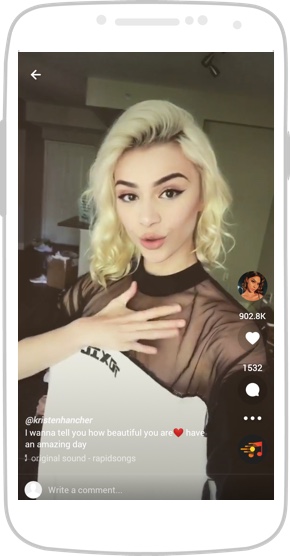 902.8K
1532
@kristenhancher
I wanna tell you how beautiful you are❤️ have
an amazing day
original sound - rapidsongs
Write a comment...